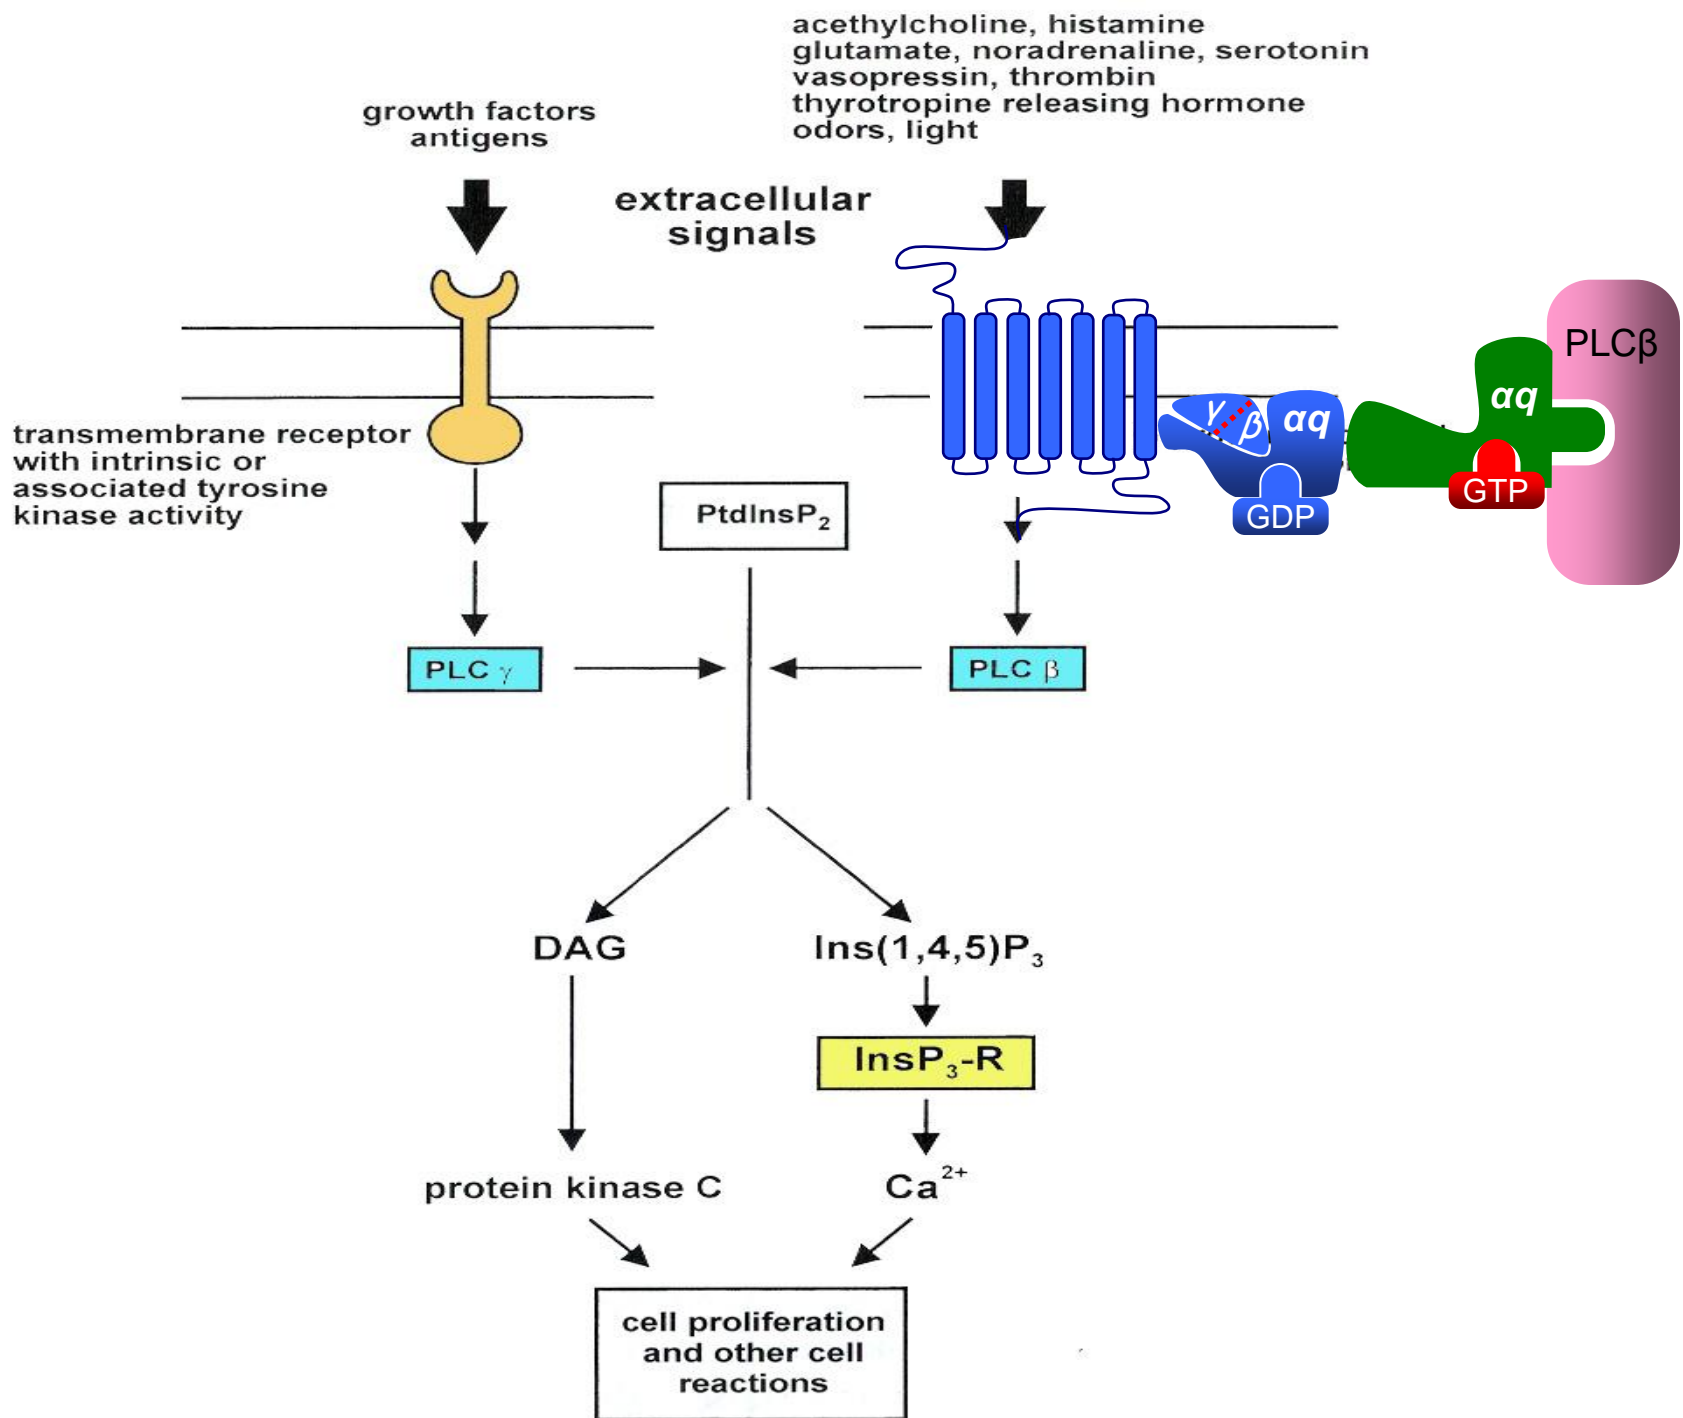 acethylcholine, histamine
glutamate, noradrenaline, serotonin
vasopressin, thrombin
thyrotropine releasing hormone
odors, light
growth factors
antigens
extracellular
signals
PLCβ
αq
γ
β
αq
GTP
GDP
transmembrane receptor
with intrinsic or
associated tyrosine
kinase activity
PtdInsP₂
PLC γ
PLC β
DAG
Ins(1,4,5)P₃
InsP₃-R
protein kinase C
Ca²⁺
cell proliferation
and other cell
reactions